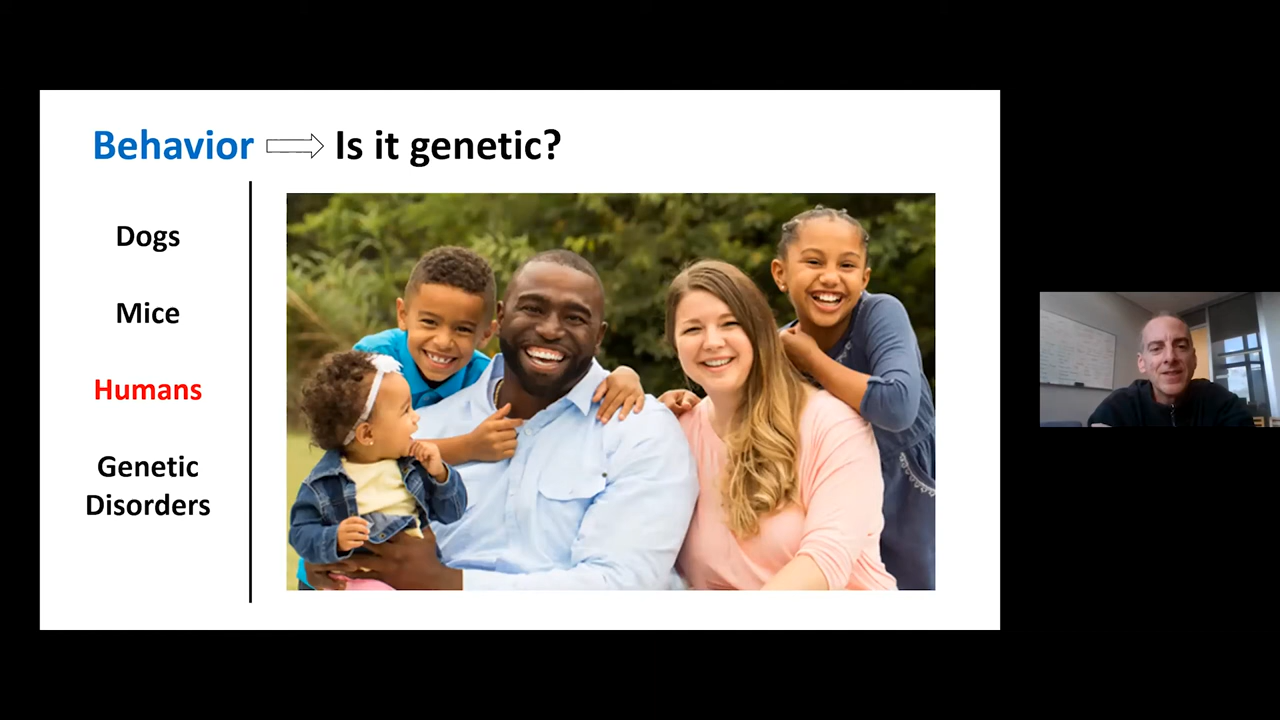 Behavior Is it genetic?
Dogs
Mice
Humans
Genetic
Disorders